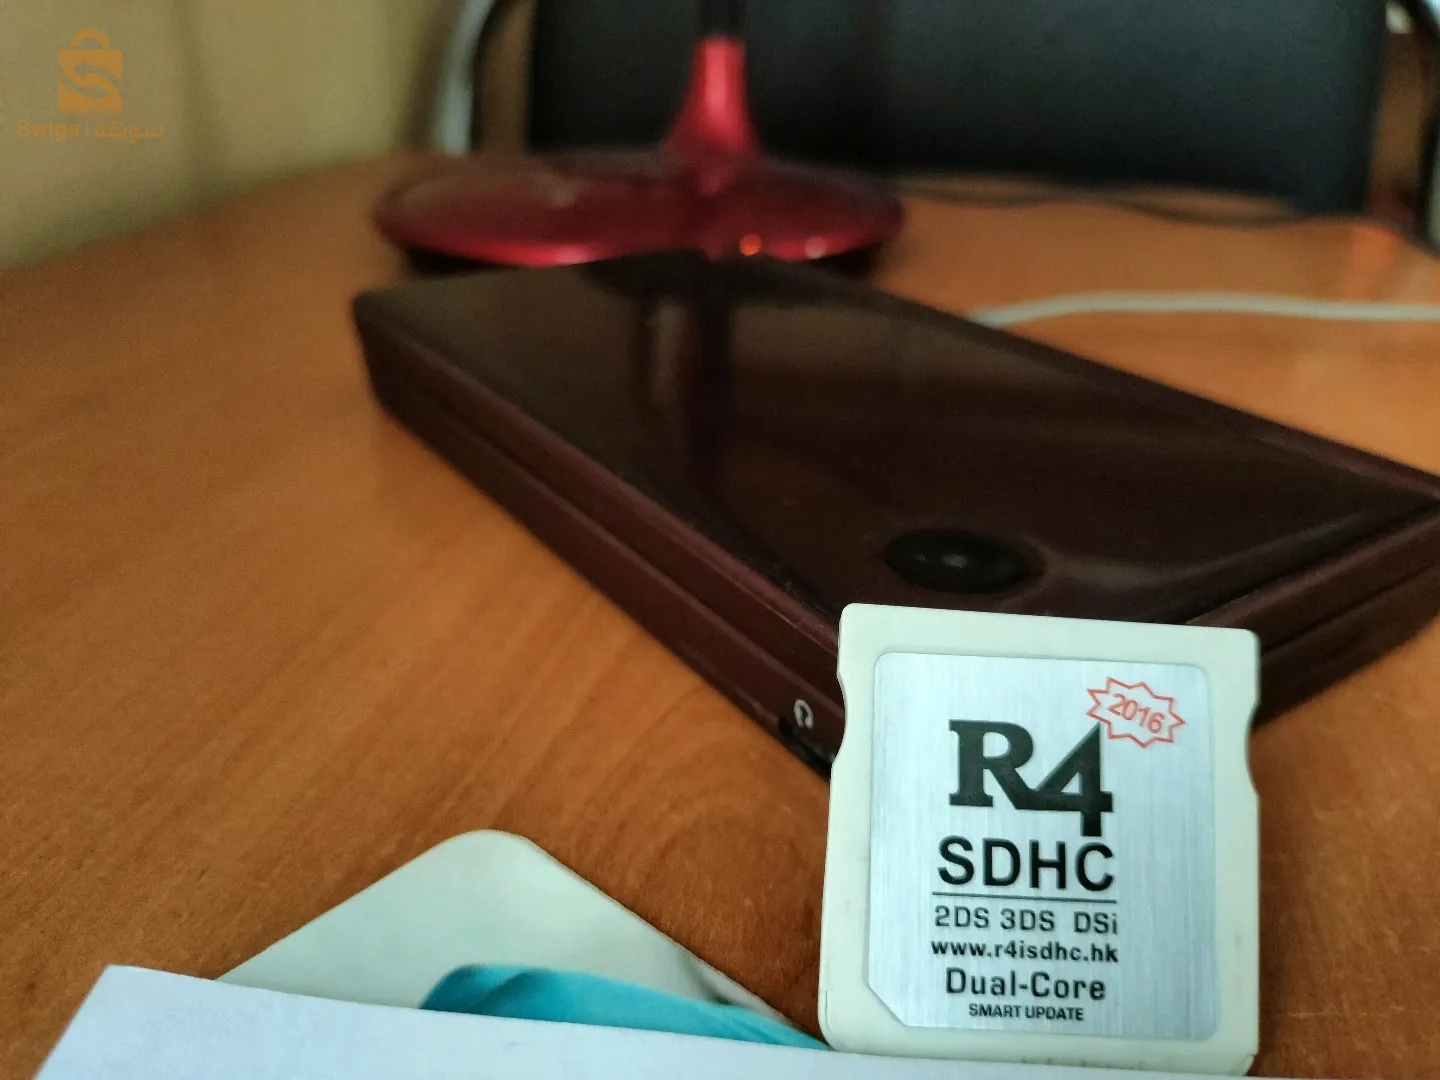 Swiga | سويقة
2016
R4
SDHC
2DS 3DS DSi
www.r4isdhc.hk
Dual-Core
SMART UPDATE